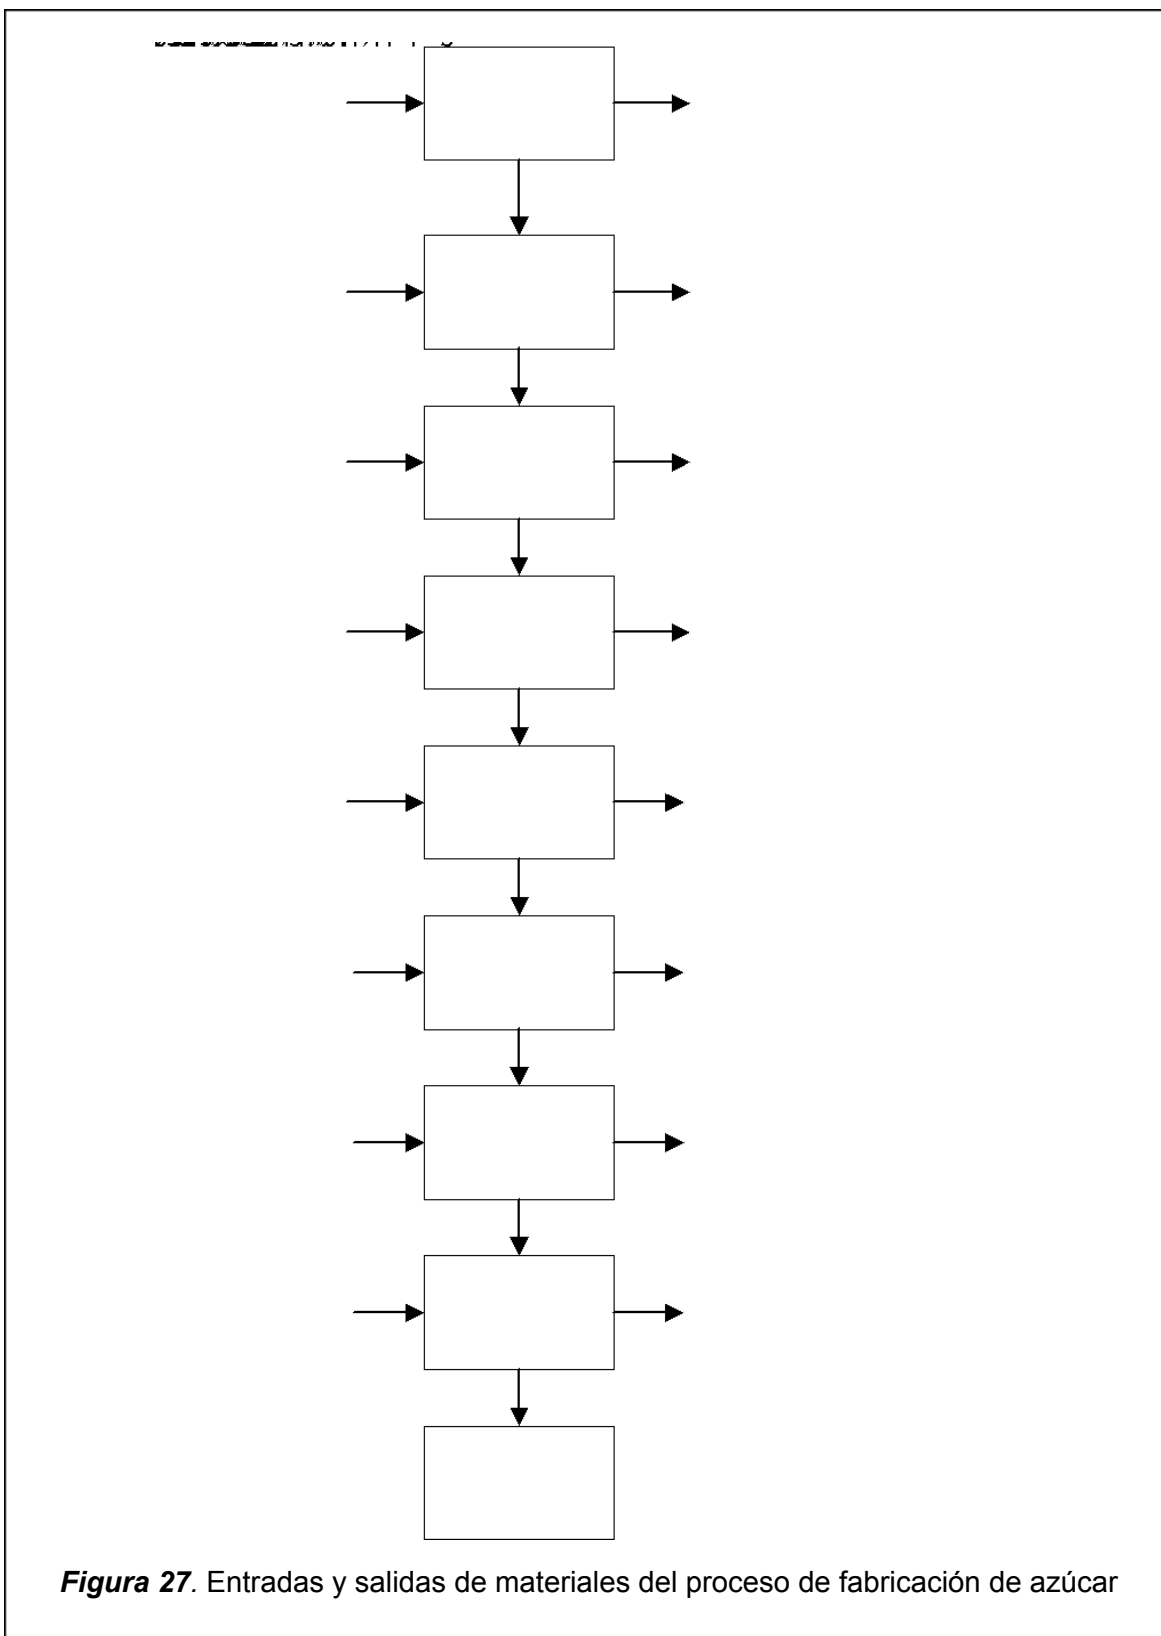 Figura 27. Entradas y salidas de materiales del proceso de fabricación de azúcar